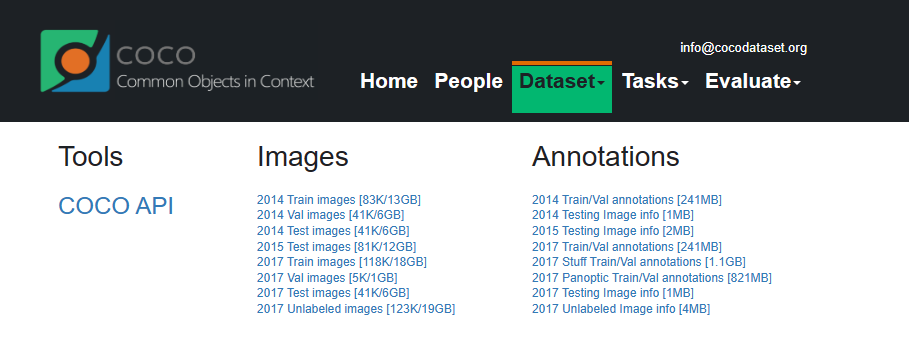 info@cocodataset.org
COCO
Common Objects in Context
Home People Dataset Tasks Evaluate
Tools
COCO API
Images
2014 Train images [83K/13GB]
2014 Val images [41K/6GB]
2014 Test images [41K/6GB]
2015 Test images [81K/12GB]
2017 Train images [118K/18GB]
2017 Val images [5K/1GB]
2017 Test images [41K/6GB]
2017 Unlabeled images [123K/19GB]
Annotations
2014 Train/Val annotations [241MB]
2014 Testing Image info [1MB]
2015 Testing Image info [2MB]
2017 Train/Val annotations [241MB]
2017 Stuff Train/Val annotations [1.1GB]
2017 Panoptic Train/Val annotations [821MB]
2017 Testing Image info [1MB]
2017 Unlabeled Image info [4MB]